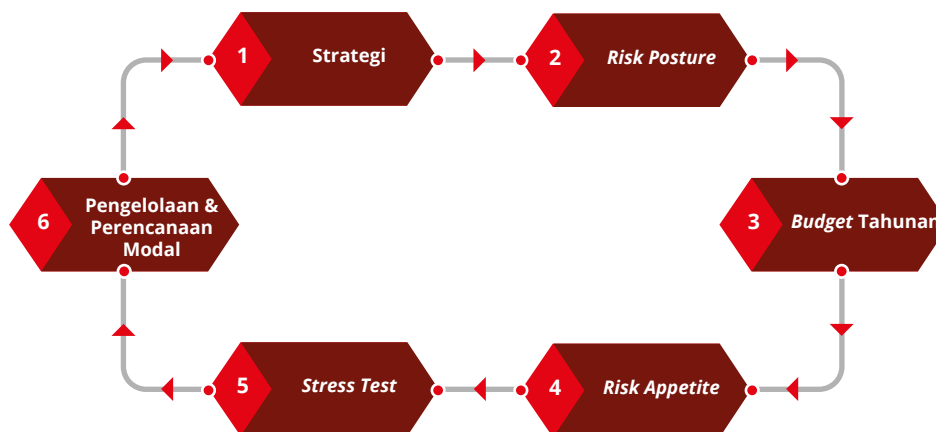 1 Strategi
2 Risk Posture
3 Budget Tahunan
4 Risk Appetite
5 Stress Test
6 Pengelolaan &
Perencanaan
Modal